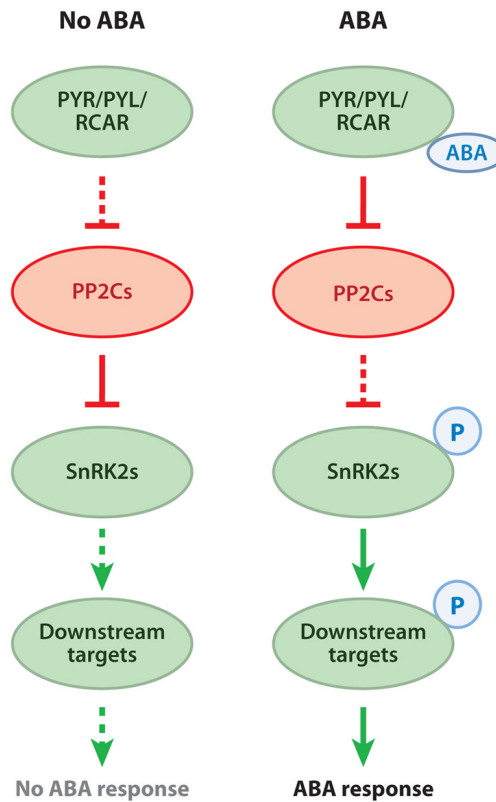 No ABA
PYR/PYL/
RCAR
PP2Cs
SnRK2s
Downstream
targets
No ABA response
ABA
PYR/PYL/
RCAR
ABA
PP2Cs
P
SnRK2s
P
Downstream
targets
ABA response